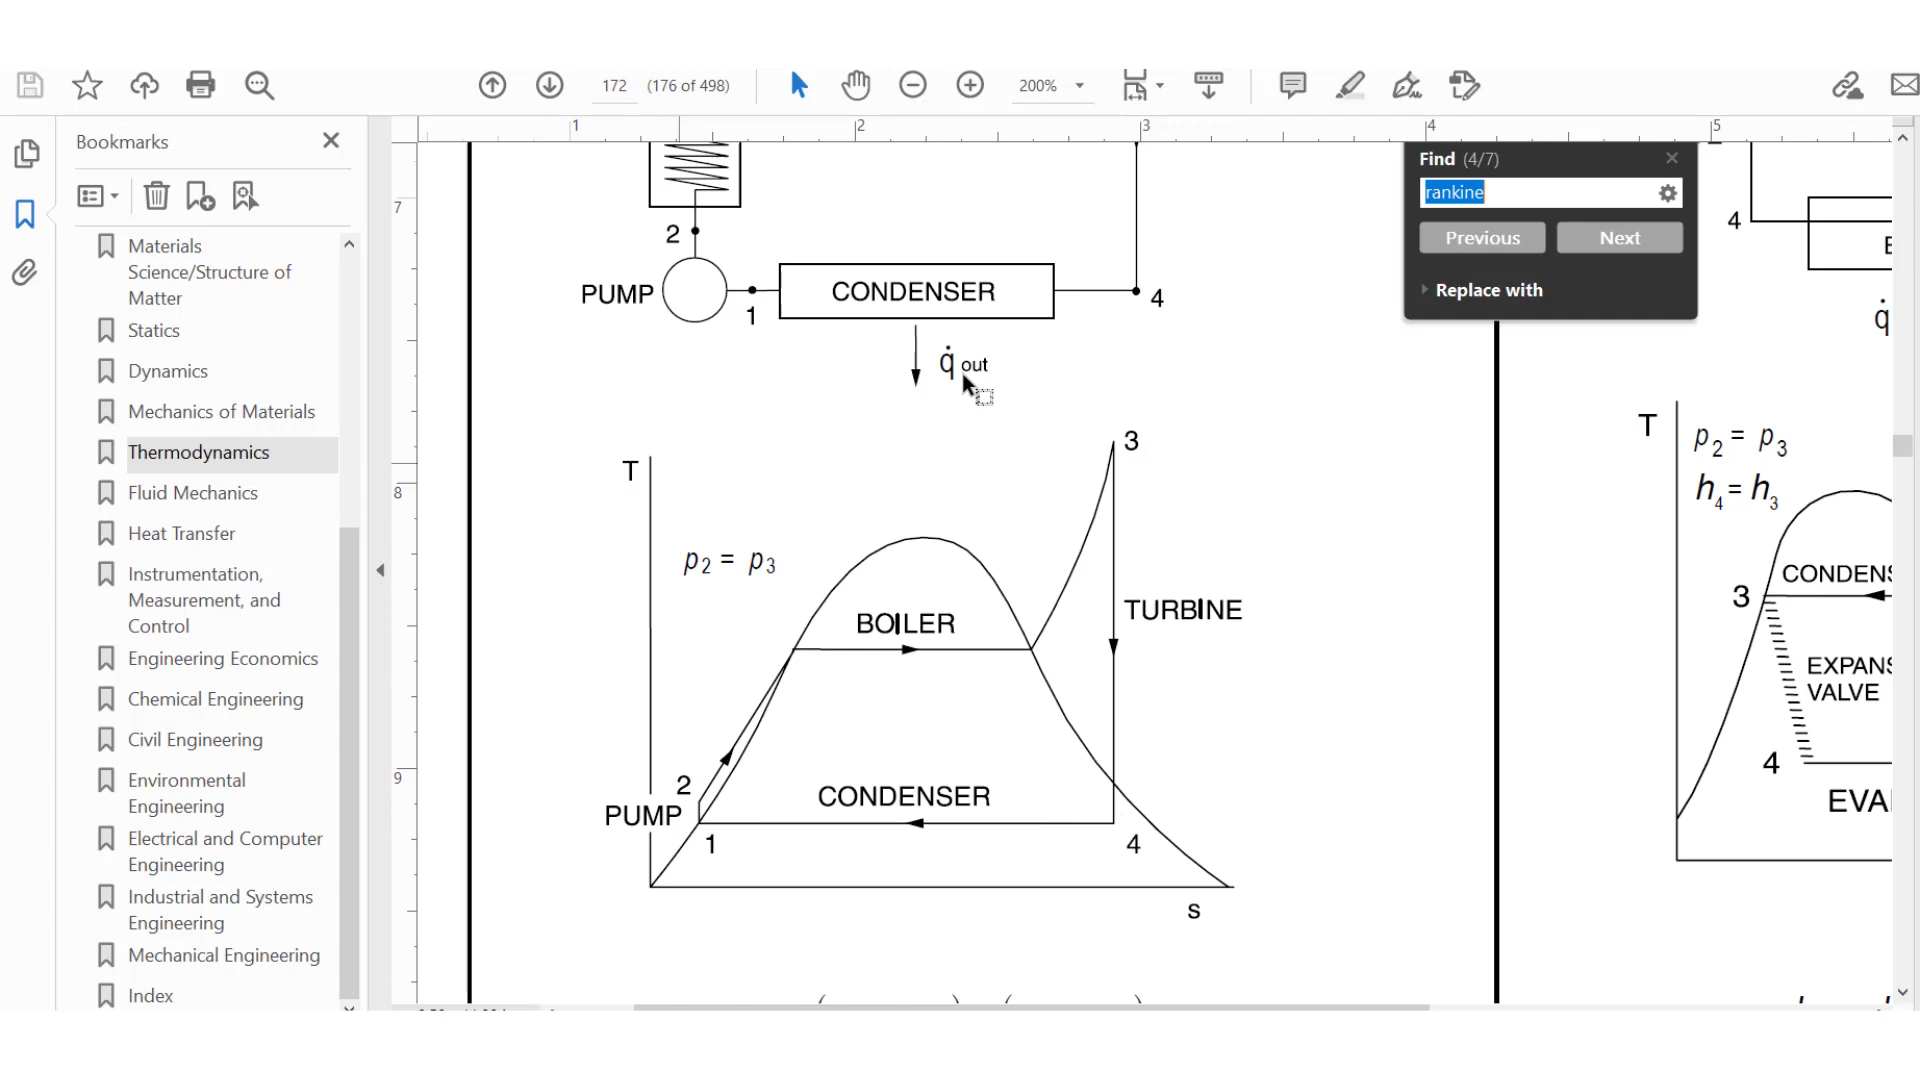 172 (176 of 498)
200%
Bookmarks
Materials
Science/Structure of
Matter
Statics
Dynamics
Mechanics of Materials
Thermodynamics
Fluid Mechanics
Heat Transfer
Instrumentation,
Measurement, and
Control
Engineering Economics
Chemical Engineering
Civil Engineering
Environmental
Engineering
Electrical and Computer
Engineering
Industrial and Systems
Engineering
Mechanical Engineering
Index
1 2 3 4 5
7
8
9
2
PUMP
1
CONDENSER
4
q̇ out
T
3
p2 = p3
BOILER
TURBINE
2
PUMP
CONDENSER
1
4
s
Find (4/7)
rankine
Previous Next
Replace with
4
q̇
T
p2 = p3
h4 = h3
3
4
VALVE